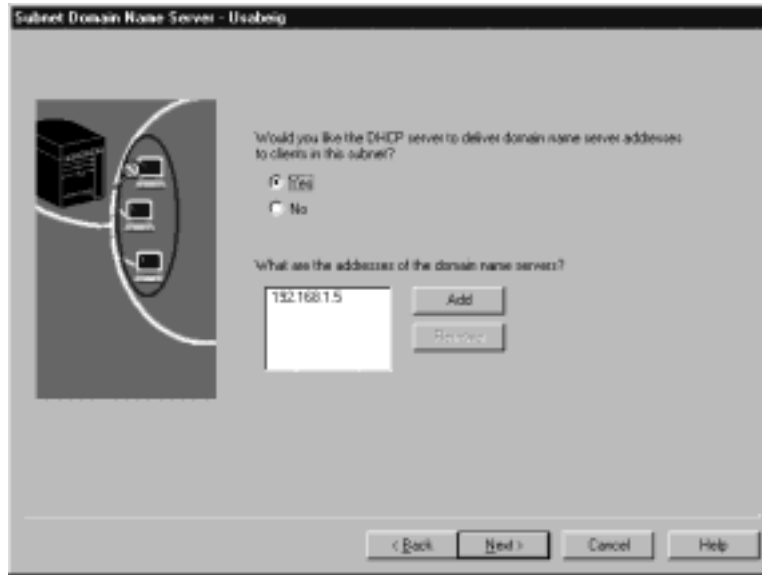 Subnet Domain Name Server - Usabeig
Would you like the DHCP server to deliver domain name server addresses
to clients in this subnet?
Yes
No
What are the addresses of the domain name servers?
192.168.1.5
Add
Remove
< Back
Next >
Cancel
Help